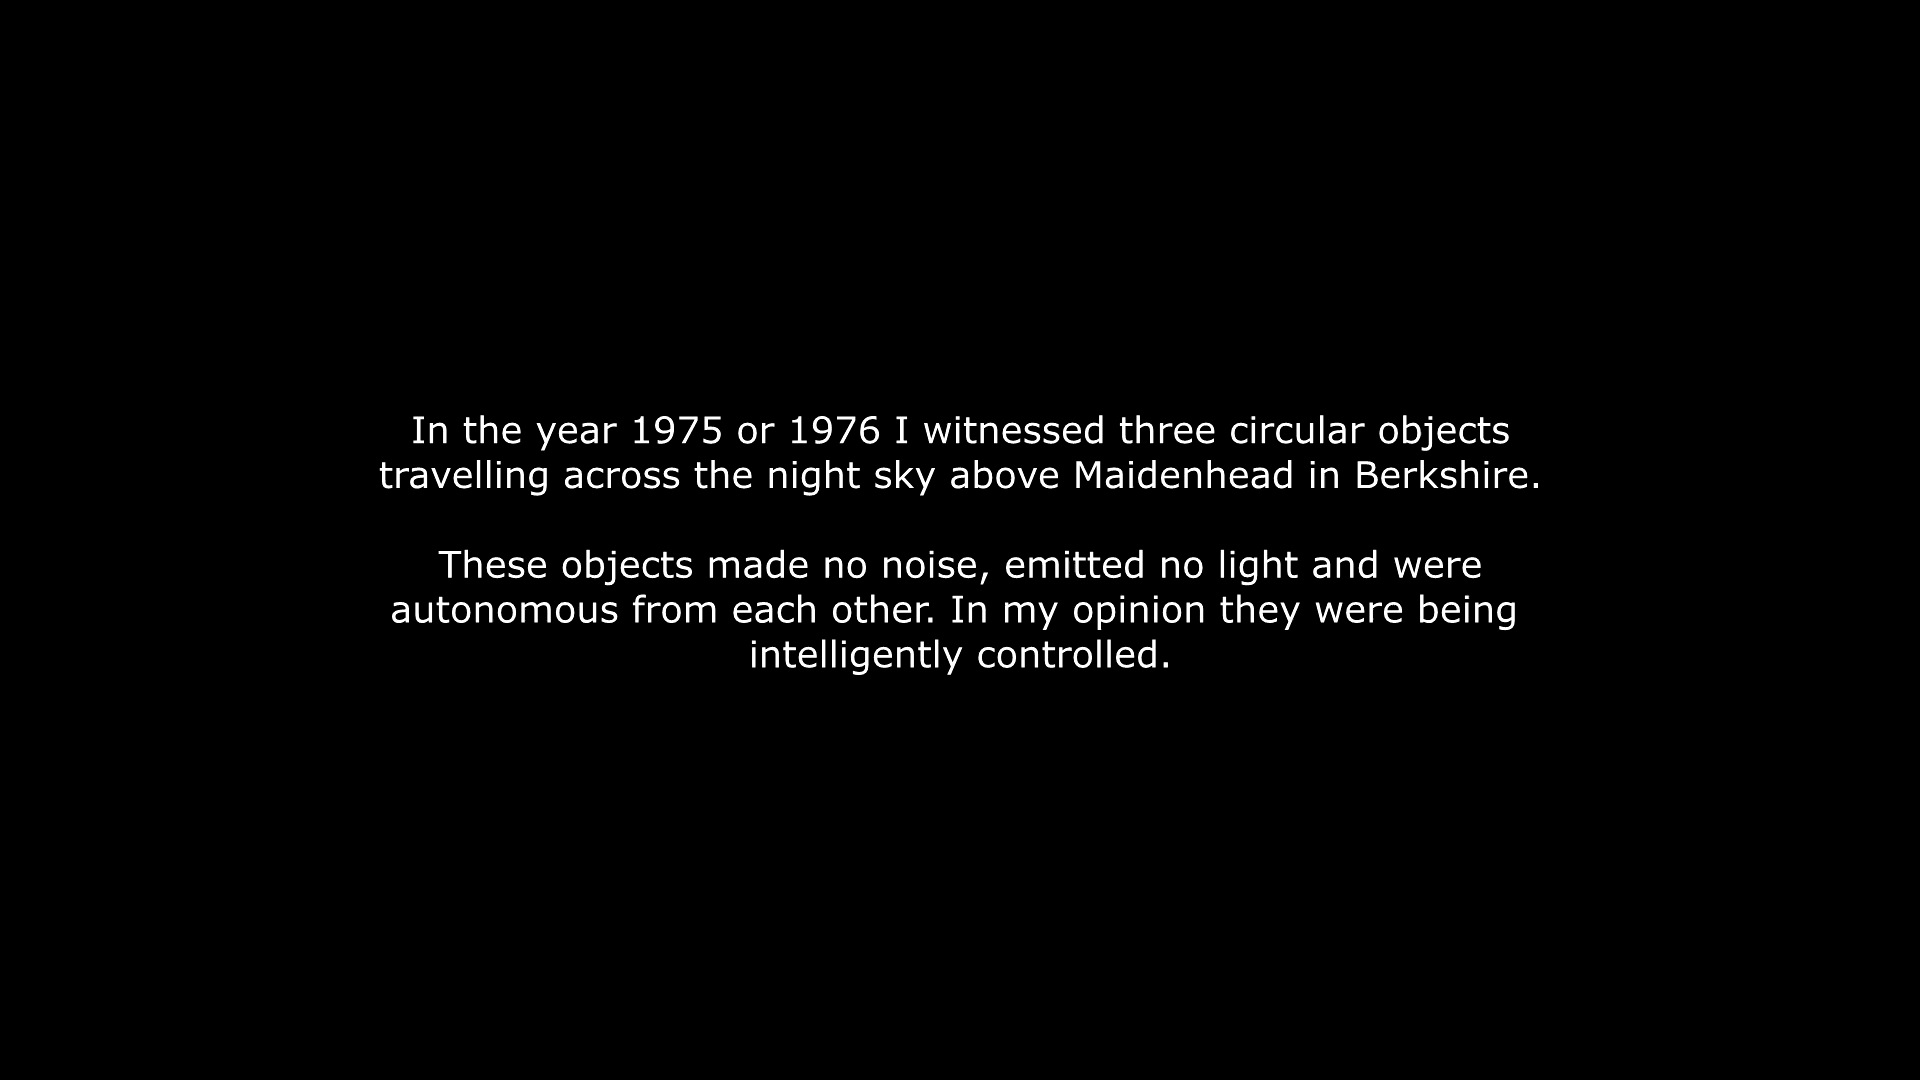 In the year 1975 or 1976 I witnessed three circular objects
travelling across the night sky above Maidenhead in Berkshire.
These objects made no noise, emitted no light and were
autonomous from each other. In my opinion they were being
intelligently controlled.